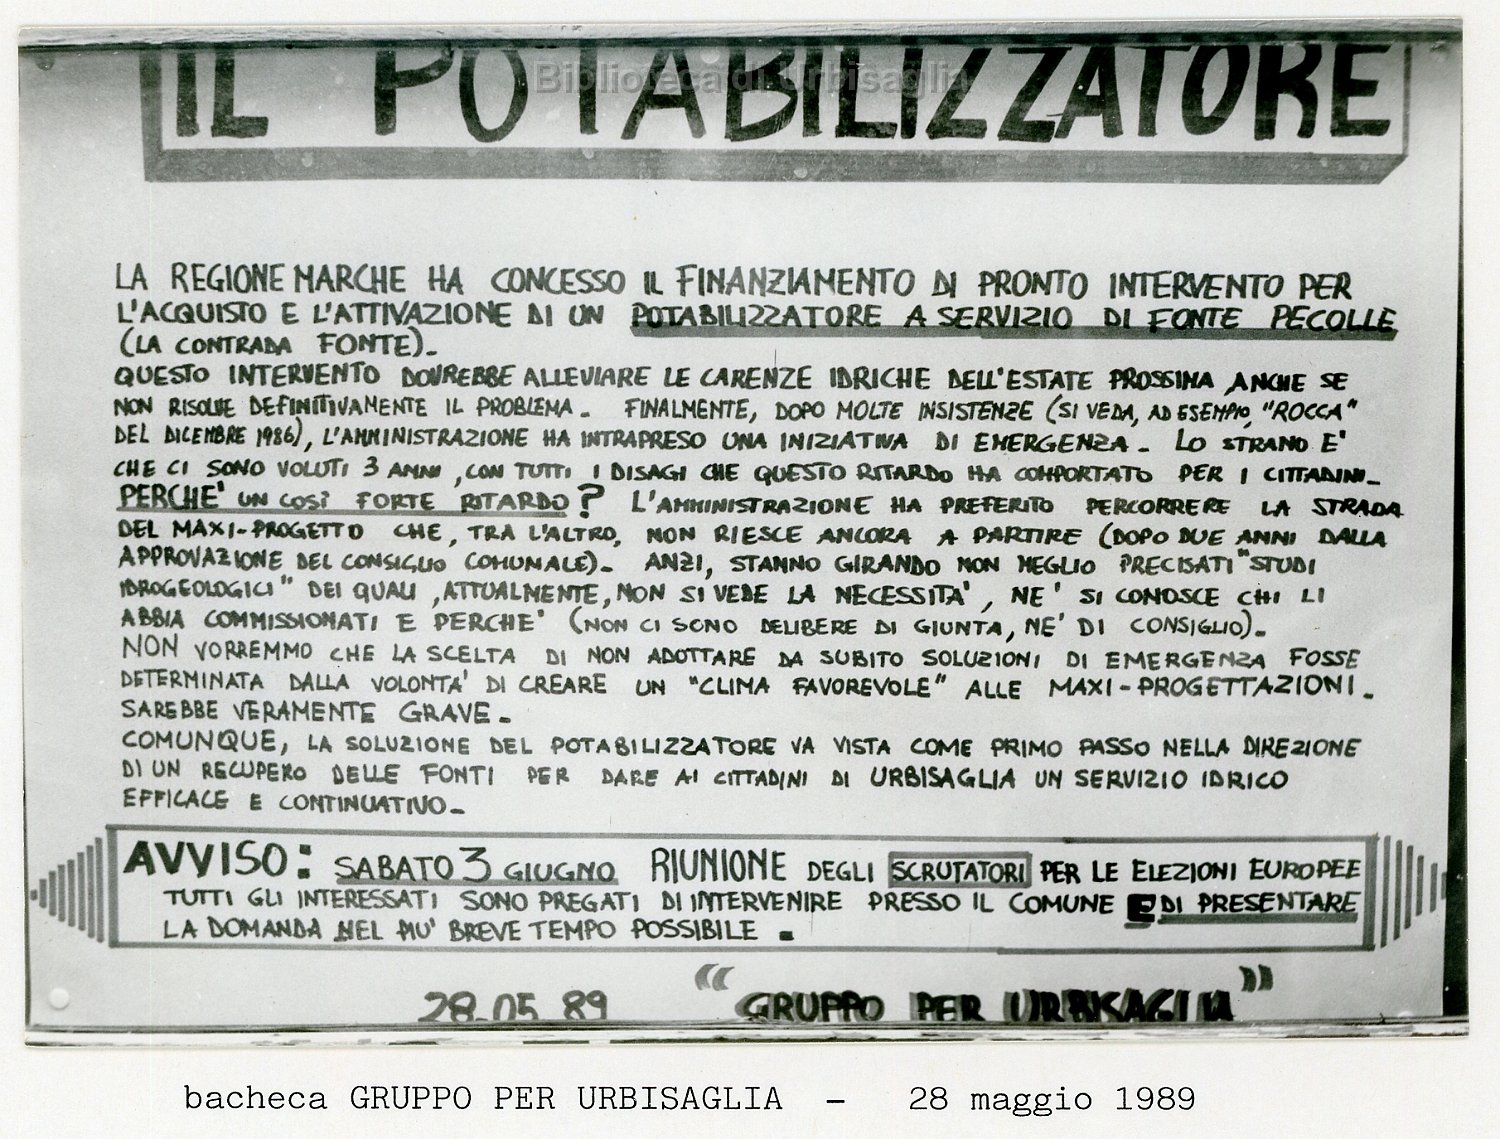 Biblioteca di Urbisaglia
IL POTABILIZZATORE
LA REGIONE MARCHE HA CONCESSO IL FINANZIAMENTO DI PRONTO INTERVENTO PER
L'ACQUISTO E L'ATTIVAZIONE DI UN POTABILIZZATORE A SERVIZIO DI FONTE PECOLLE
(LA CONTRADA FONTE)_
QUESTO INTERVENTO DOVREBBE ALLEVIARE LE CARENZE IDRICHE DELL'ESTATE PROSSIMA, ANCHE SE
NON RISOLVE DEFINITIVAMENTE IL PROBLEMA_ FINALMENTE, DOPO MOLTE INSISTENZE (SI VEDA, AD ESEMPIO, "ROCCA"
DEL DICEMBRE 1986), L'AMMINISTRAZIONE HA INTRAPRESO UNA INIZIATIVA DI EMERGENZA_ LO STRANO E'
CHE CI SONO VOLUTI 3 ANNI, CON TUTTI I DISAGI CHE QUESTO RITARDO HA COMPORTATO PER I CITTADINI_
PERCHE' UN COSÌ FORTE RITARDO? L'AMMINISTRAZIONE HA PREFERITO PERCORRERE LA STRADA
DEL MAXI-PROGETTO CHE, TRA L'ALTRO, NON RIESCE ANCORA A PARTIRE (DOPO DUE ANNI DALLA
APPROVAZIONE DEL CONSIGLIO COMUNALE)_ ANZI, STANNO GIRANDO NON MEGLIO PRECISATI "STUDI
IDROGEOLOGICI" DEI QUALI, ATTUALMENTE, NON SI VEDE LA NECESSITA', NE' SI CONOSCE CHI LI
ABBIA COMMISSIONATI E PERCHE' (NON CI SONO DELIBERE DI GIUNTA, NE' DI CONSIGLIO)_
NON VORREMMO CHE LA SCELTA DI NON ADOTTARE DA SUBITO SOLUZIONI DI EMERGENZA FOSSE
DETERMINATA DALLA VOLONTA' DI CREARE UN "CLIMA FAVOREVOLE" ALLE MAXI-PROGETTAZIONI_
SAREBBE VERAMENTE GRAVE_
COMUNQUE, LA SOLUZIONE DEL POTABILIZZATORE VA VISTA COME PRIMO PASSO NELLA DIREZIONE
DI UN RECUPERO DELLE FONTI PER DARE AI CITTADINI DI URBISAGLIA UN SERVIZIO IDRICO
EFFICACE E CONTINUATIVO_
AVVISO: SABATO 3 GIUGNO RIUNIONE DEGLI SCRUTATORI PER LE ELEZIONI EUROPEE
TUTTI GLI INTERESSATI SONO PREGATI DI INTERVENIRE PRESSO IL COMUNE E DI PRESENTARE
LA DOMANDA NEL PIU' BREVE TEMPO POSSIBILE.
28.05.89 "GRUPPO PER URBISAGLIA"
bacheca GRUPPO PER URBISAGLIA - 28 maggio 1989